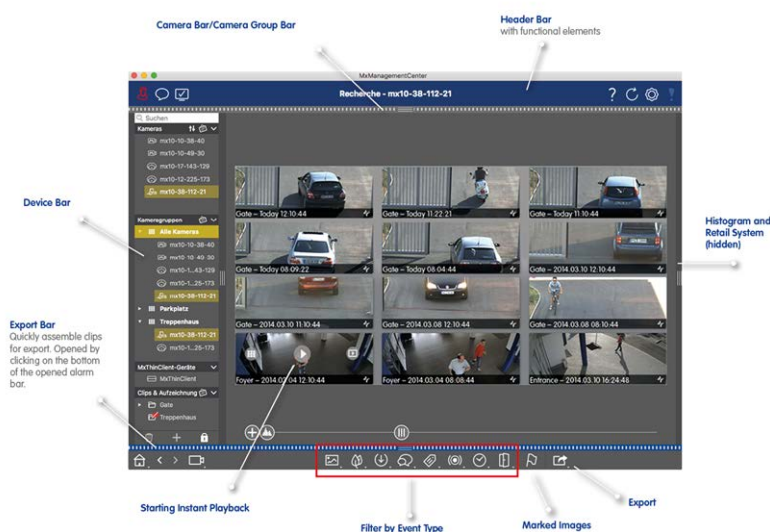 Camera Bar/Camera Group Bar
Header Bar
with functional elements
MxManagementCenter
Recherche – mx10-38-112-21
?
Suchen
Kameras
mx10-10-38-40
mx10-10-49-30
mx10-17-143-129
mx10-12-225-173
mx10-38-112-21
Device Bar
Kameragruppen
Alle Kameras
mx10-10-38-40
mx10-10-49-30
mx10-1...43-129
mx10-1...25-173
mx10-38-112-21
Parkplatz
Treppenhaus
mx10-38-112-21
mx10-1...25-173
MxThinClient-Geräte
MxThinClient
Clips & Aufzeichnung
Gate
Treppenhaus
Gate – Today 12:10:44
Gate – Today 11:22:21
Gate – Today 11:10:44
Gate – Today 08:09:22
Gate – Today 08:04:44
Gate – 2014.03.10 12:10:44
Gate – 2014.03.10 11:10:44
Gate – 2014.03.08 12:10:44
Gate – 2014.03.08 08:10:44
Foyer – 2014.03.04 12:10:44
Foyer – 2014.03.04 08:08:44
Entrance – 2014.03.10 16:24:48
Histogram and
Retail System
(hidden)
Export Bar
Quickly assemble clips
for export. Opened by
clicking on the bottom
of the opened alarm
bar.
Starting Instant Playback
Filter by Event Type
Marked Images
Export